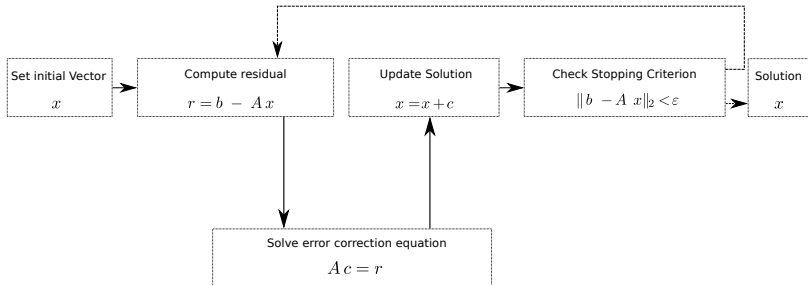 Set initial Vector
x
Compute residual
r = b − A x
Update Solution
x = x + c
Check Stopping Criterion
‖ b − A x‖₂ < ε
Solution
x
Solve error correction equation
A c = r